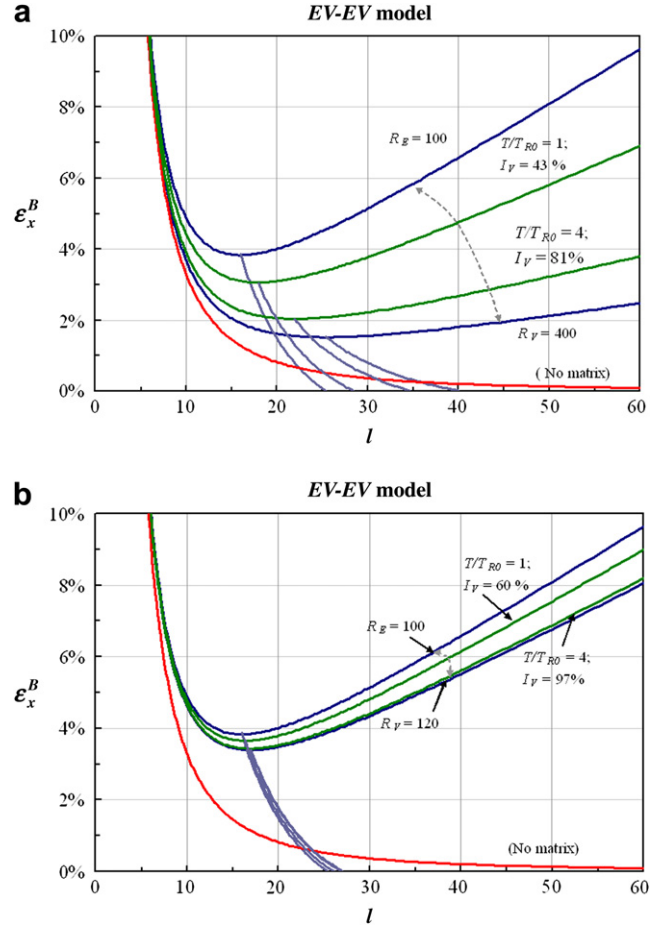 a
EV-EV model
10%
8%
6%
4%
2%
0%
ε_x^B
R_E = 100
T/T_R0 = 1;
I_V = 43 %
T/T_R0 = 4;
I_V = 81%
R_V = 400
( No matrix)
0 10 20 30 40 50 60
l
b
EV-EV model
10%
8%
6%
4%
2%
0%
ε_x^B
T/T_R0 = 1;
I_V = 60 %
R_E = 100
T/T_R0 = 4;
I_V = 97%
R_V = 120
(No matrix)
0 10 20 30 40 50 60
l